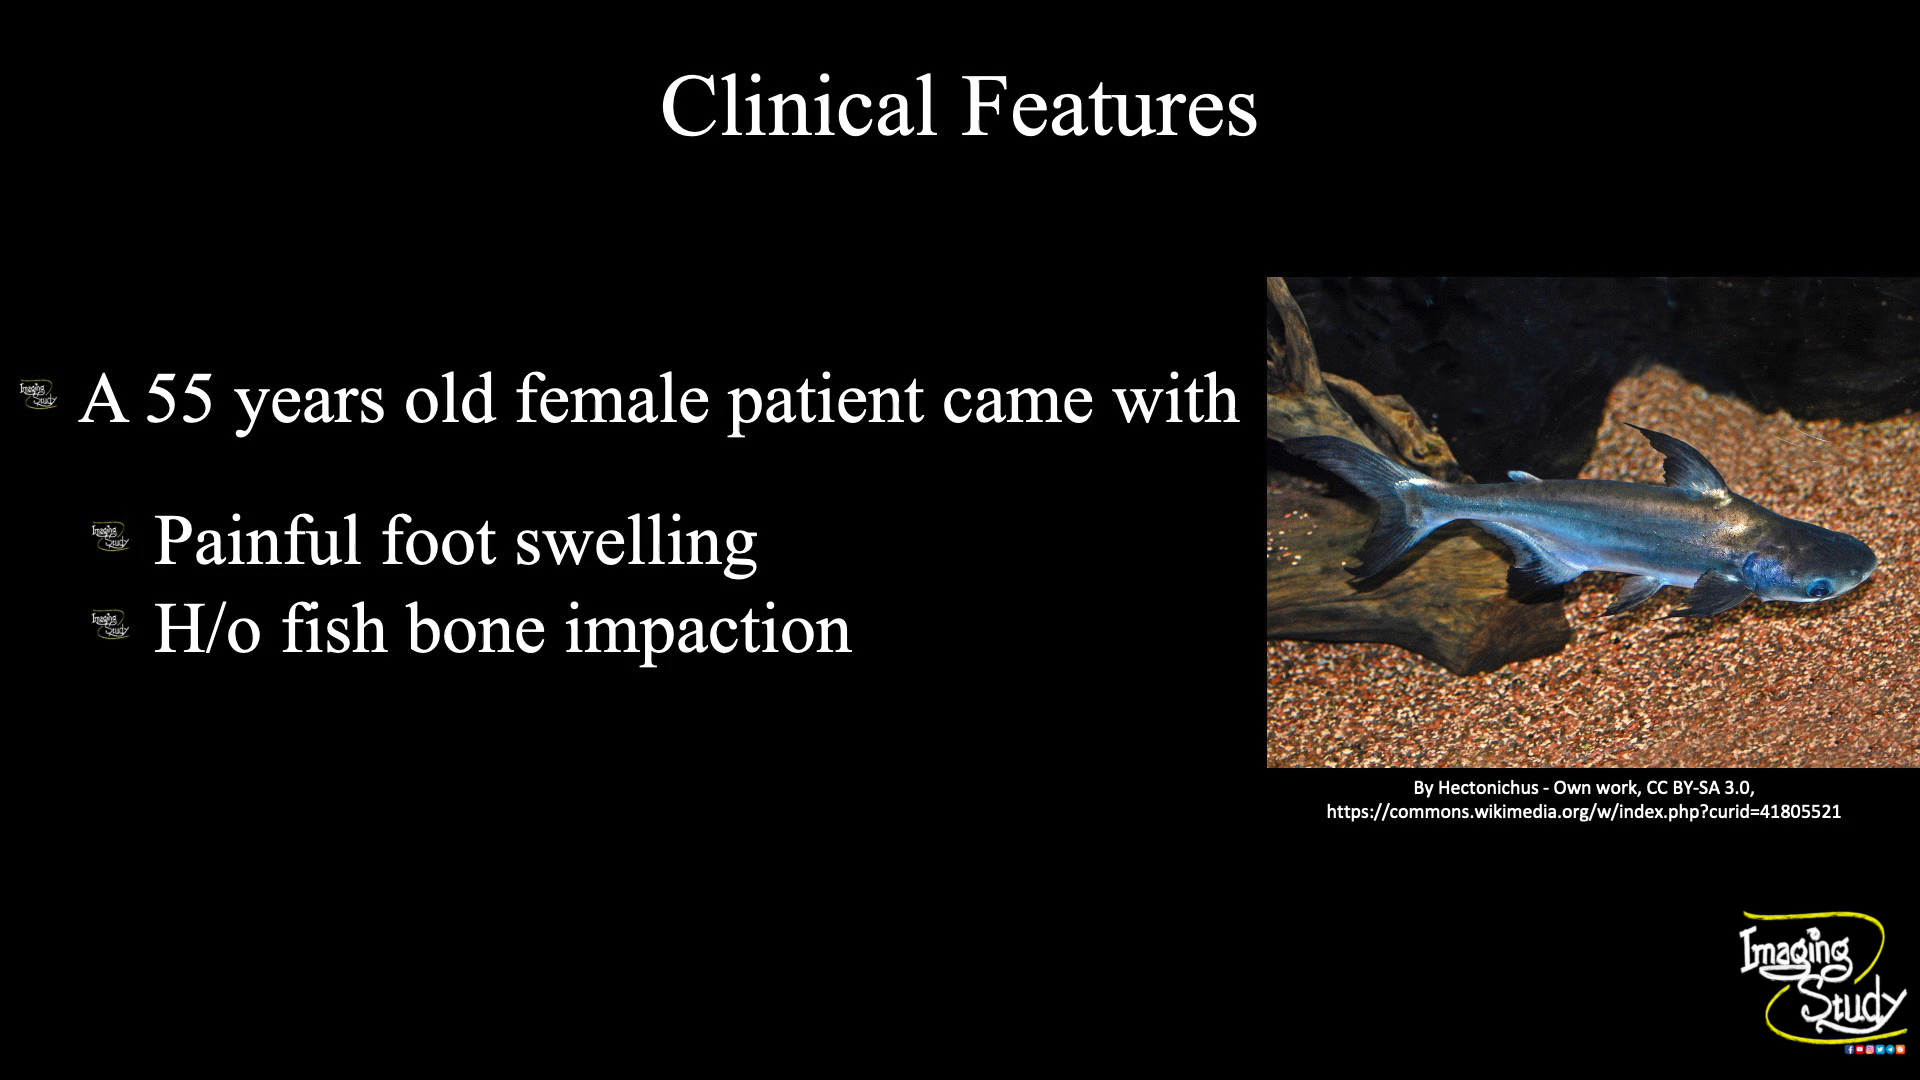 Clinical Features
A 55 years old female patient came with
Painful foot swelling
H/o fish bone impaction
By Hectonichus - Own work, CC BY-SA 3.0,
https://commons.wikimedia.org/w/index.php?curid=41805521
Imaging
Study